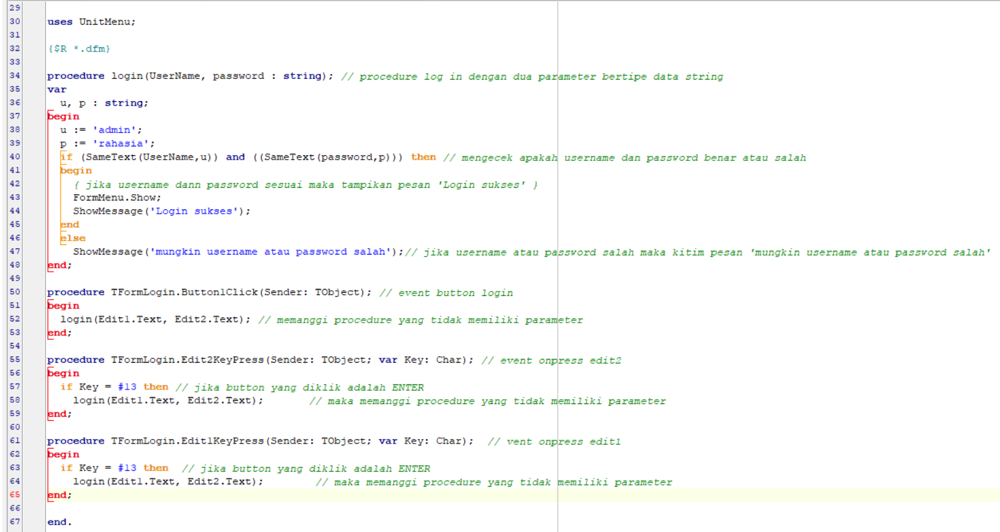 29
30 uses UnitMenu;
31
32 {$R *.dfm}
33
34 procedure login(UserName, password : string); // procedure log in dengan dua parameter bertipe data string
35 var
36 u, p : string;
37 begin
38 u := 'admin';
39 p := 'rahasia';
40 if (SameText(UserName,u)) and ((SameText(password,p))) then // mengecek apakah username dan password benar atau salah
41 begin
42 { jika username dann password sesuai maka tampikan pesan 'Login sukses' }
43 FormMenu.Show;
44 ShowMessage('Login sukses');
45 end
46 else
47 ShowMessage('mungkin username atau password salah');// jika username atau password salah maka kitim pesan 'mungkin username atau password salah'
48 end;
49
50 procedure TFormLogin.Button1Click(Sender: TObject); // event button login
51 begin
52 login(Edit1.Text, Edit2.Text); // memanggi procedure yang tidak memiliki parameter
53 end;
54
55 procedure TFormLogin.Edit2KeyPress(Sender: TObject; var Key: Char); // event onpress edit2
56 begin
57 if Key = #13 then // jika button yang diklik adalah ENTER
58 login(Edit1.Text, Edit2.Text); // maka memanggi procedure yang tidak memiliki parameter
59 end;
60
61 procedure TFormLogin.Edit1KeyPress(Sender: TObject; var Key: Char); // vent onpress edit1
62 begin
63 if Key = #13 then // jika button yang diklik adalah ENTER
64 login(Edit1.Text, Edit2.Text); // maka memanggi procedure yang tidak memiliki parameter
65 end;
66
67 end.